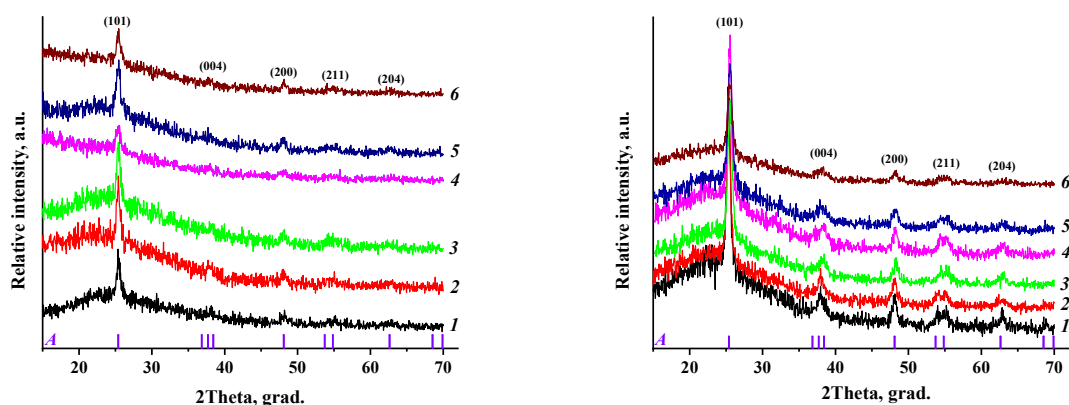 (101)
(004)
(200)
(211)
(204)
6
5
4
3
2
1
A
20 30 40 50 60 70
2Theta, grad.
Relative intensity, a.u.
(101)
(004)
(200)
(211)
(204)
6
5
4
3
2
1
A
20 30 40 50 60 70
2Theta, grad.
Relative intensity, a.u.